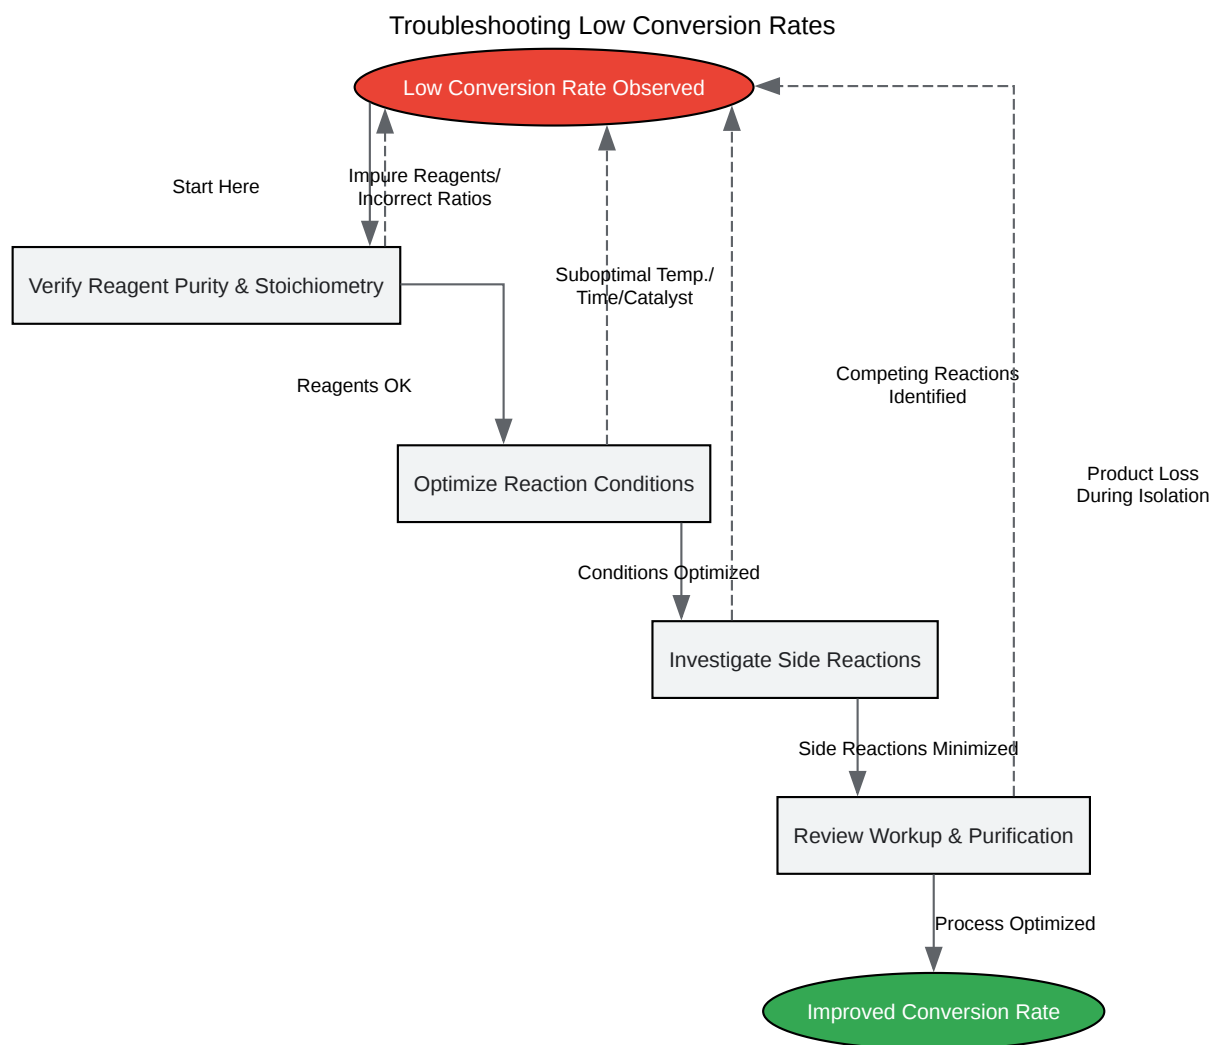 Troubleshooting Low Conversion Rates
Low Conversion Rate Observed
Start Here
Impure Reagents/
Incorrect Ratios
Verify Reagent Purity & Stoichiometry
Suboptimal Temp./
Time/Catalyst
Reagents OK
Competing Reactions
Identified
Optimize Reaction Conditions
Product Loss
During Isolation
Conditions Optimized
Investigate Side Reactions
Side Reactions Minimized
Review Workup & Purification
Process Optimized
Improved Conversion Rate